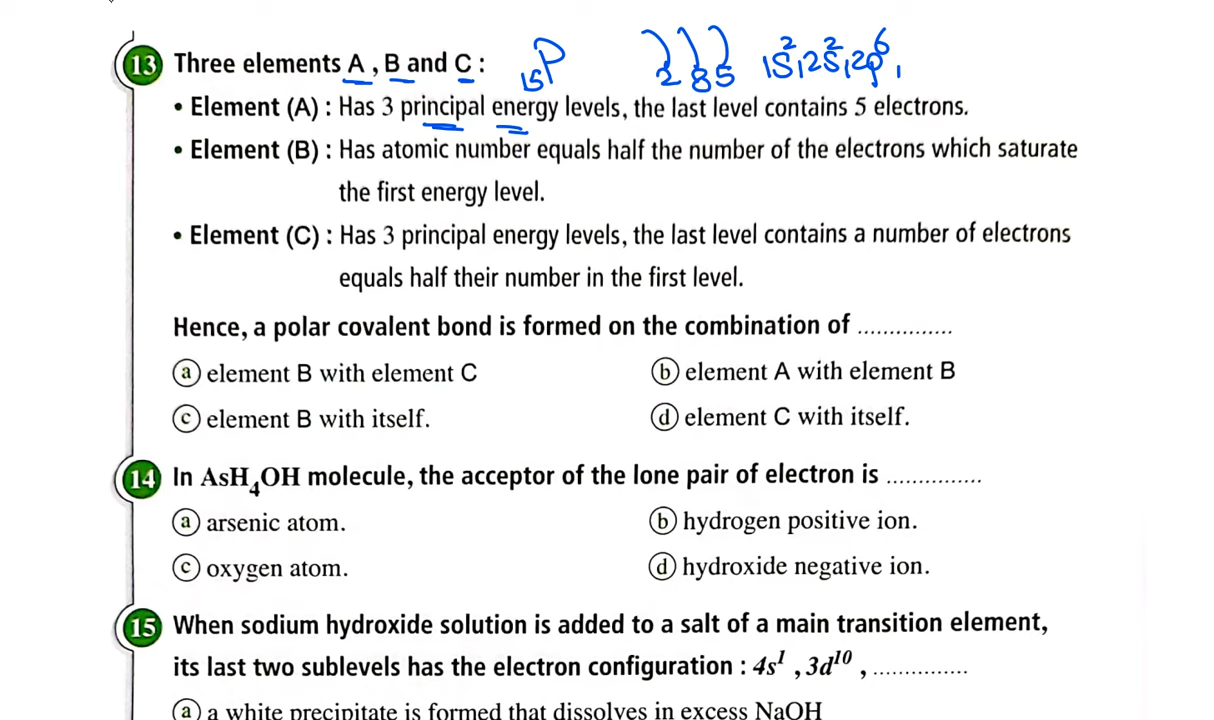 13 Three elements A , B and C : ₁₅P 2 8 5 1s², 2s², 2p⁶,
• Element (A) : Has 3 principal energy levels, the last level contains 5 electrons.
• Element (B) : Has atomic number equals half the number of the electrons which saturate
the first energy level.
• Element (C) : Has 3 principal energy levels, the last level contains a number of electrons
equals half their number in the first level.
Hence, a polar covalent bond is formed on the combination of ...............
a element B with element C b element A with element B
c element B with itself. d element C with itself.
14 In AsH₄OH molecule, the acceptor of the lone pair of electron is ...............
a arsenic atom. b hydrogen positive ion.
c oxygen atom. d hydroxide negative ion.
15 When sodium hydroxide solution is added to a salt of a main transition element,
its last two sublevels has the electron configuration : 4s¹ , 3d¹⁰ , ...............
a a white precipitate is formed that dissolves in excess NaOH